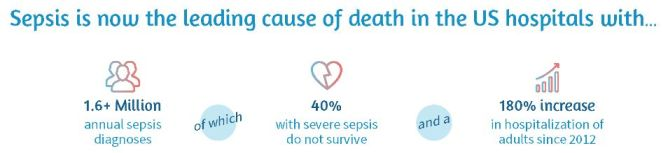 Sepsis is now the leading cause of death in the US hospitals with...
1.6+ Million
annual sepsis
diagnoses
of which
40%
with severe sepsis
do not survive
and a
180% increase
in hospitalization of
adults since 2012